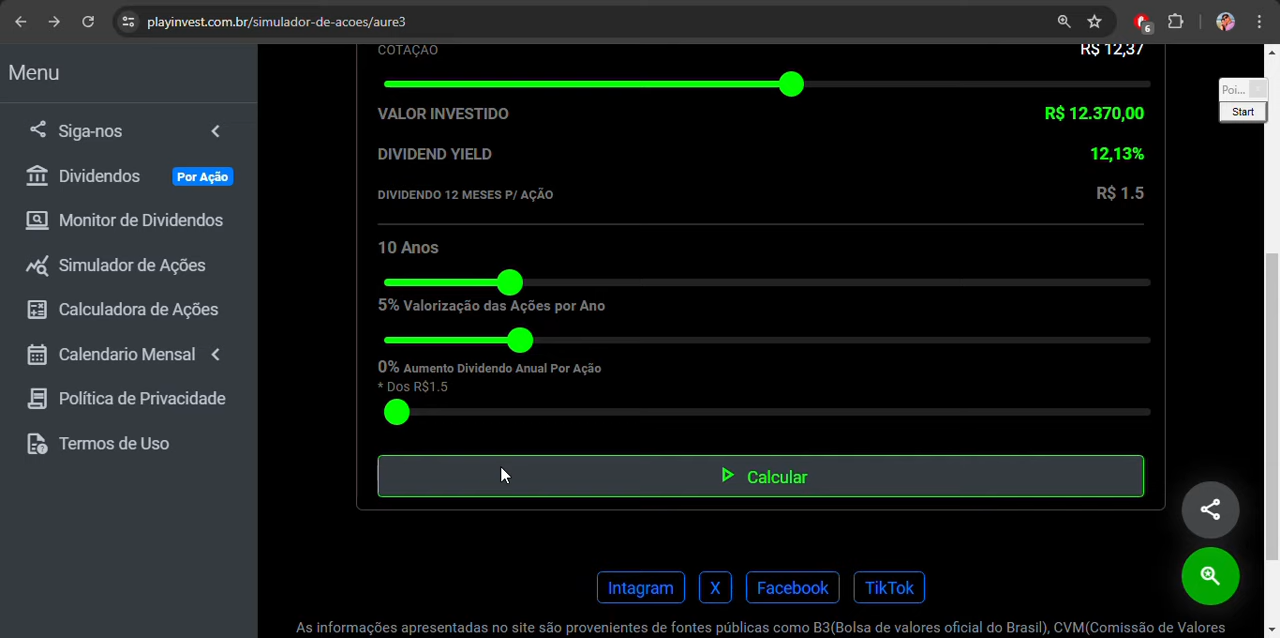 playinvest.com.br/simulador-de-acoes/aure3
6
Menu
Siga-nos
Dividendos Por Ação
Monitor de Dividendos
Simulador de Ações
Calculadora de Ações
Calendario Mensal
Política de Privacidade
Termos de Uso
COTAÇÃO R$ 12,37
VALOR INVESTIDO R$ 12.370,00
DIVIDEND YIELD 12,13%
DIVIDENDO 12 MESES P/ AÇÃO R$ 1.5
10 Anos
5% Valorização das Ações por Ano
0% Aumento Dividendo Anual Por Ação
* Dos R$1.5
Calcular
Intagram X Facebook TikTok
As informações apresentadas no site são provenientes de fontes públicas como B3(Bolsa de valores oficial do Brasil), CVM(Comissão de Valores
Poi...
Start